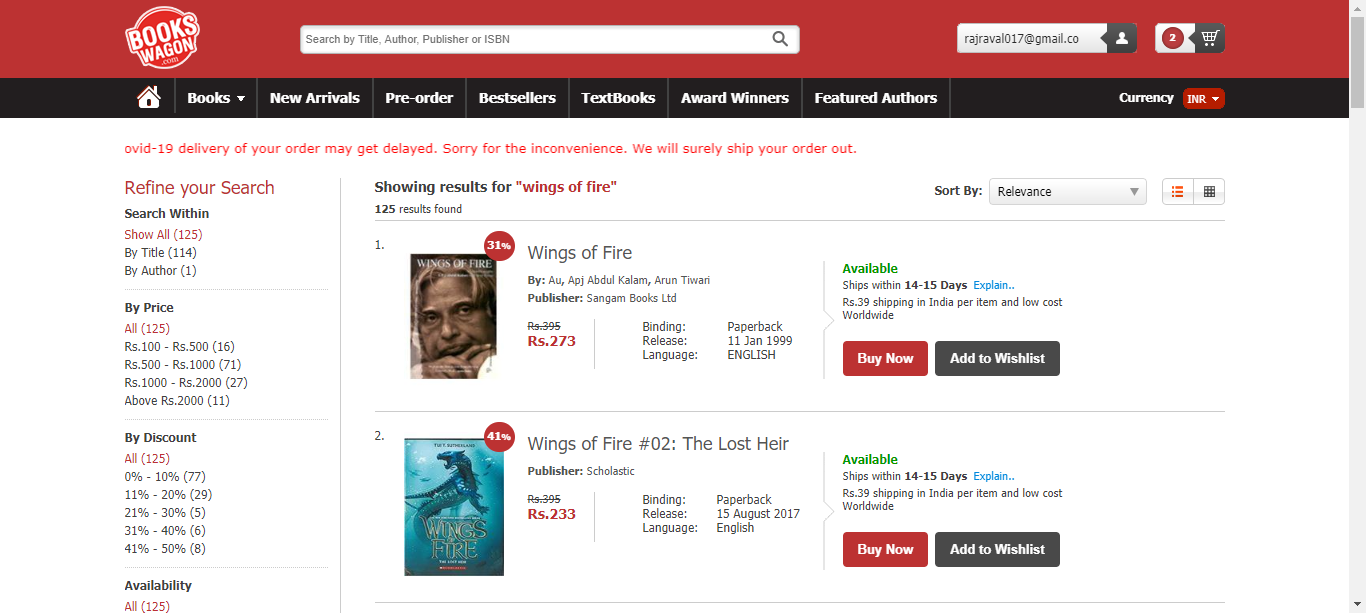 BOOKS
WAGON
.com
Search by Title, Author, Publisher or ISBN
rajraval017@gmail.co
2
Books
New Arrivals
Pre-order
Bestsellers
TextBooks
Award Winners
Featured Authors
Currency
INR
ovid-19 delivery of your order may get delayed. Sorry for the inconvenience. We will surely ship your order out.
Refine your Search
Search Within
Show All (125)
By Title (114)
By Author (1)
By Price
All (125)
Rs.100 - Rs.500 (16)
Rs.500 - Rs.1000 (71)
Rs.1000 - Rs.2000 (27)
Above Rs.2000 (11)
By Discount
All (125)
0% - 10% (77)
11% - 20% (29)
21% - 30% (5)
31% - 40% (6)
41% - 50% (8)
Availability
All (125)
Showing results for "wings of fire"
125 results found
Sort By:
Relevance
1.
31%
WINGS OF FIRE
Wings of Fire
By: Au, Apj Abdul Kalam, Arun Tiwari
Publisher: Sangam Books Ltd
Rs.395
Rs.273
Binding: Paperback
Release: 11 Jan 1999
Language: ENGLISH
Available
Ships within 14-15 Days Explain..
Rs.39 shipping in India per item and low cost
Worldwide
Buy Now
Add to Wishlist
2.
41%
TUI T. SUTHERLAND
WINGS
OF
FIRE
THE LOST HEIR
Wings of Fire #02: The Lost Heir
Publisher: Scholastic
Rs.395
Rs.233
Binding: Paperback
Release: 15 August 2017
Language: English
Available
Ships within 14-15 Days Explain..
Rs.39 shipping in India per item and low cost
Worldwide
Buy Now
Add to Wishlist